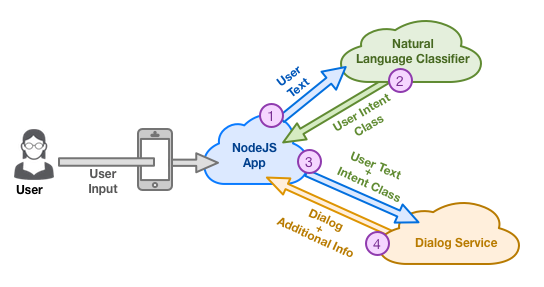 Natural
Language Classifier
2
User
Text
1
User Intent
Class
NodeJS
App
3
User
Input
User
User Text
+
Intent Class
Dialog
+
Additional Info
4
Dialog Service